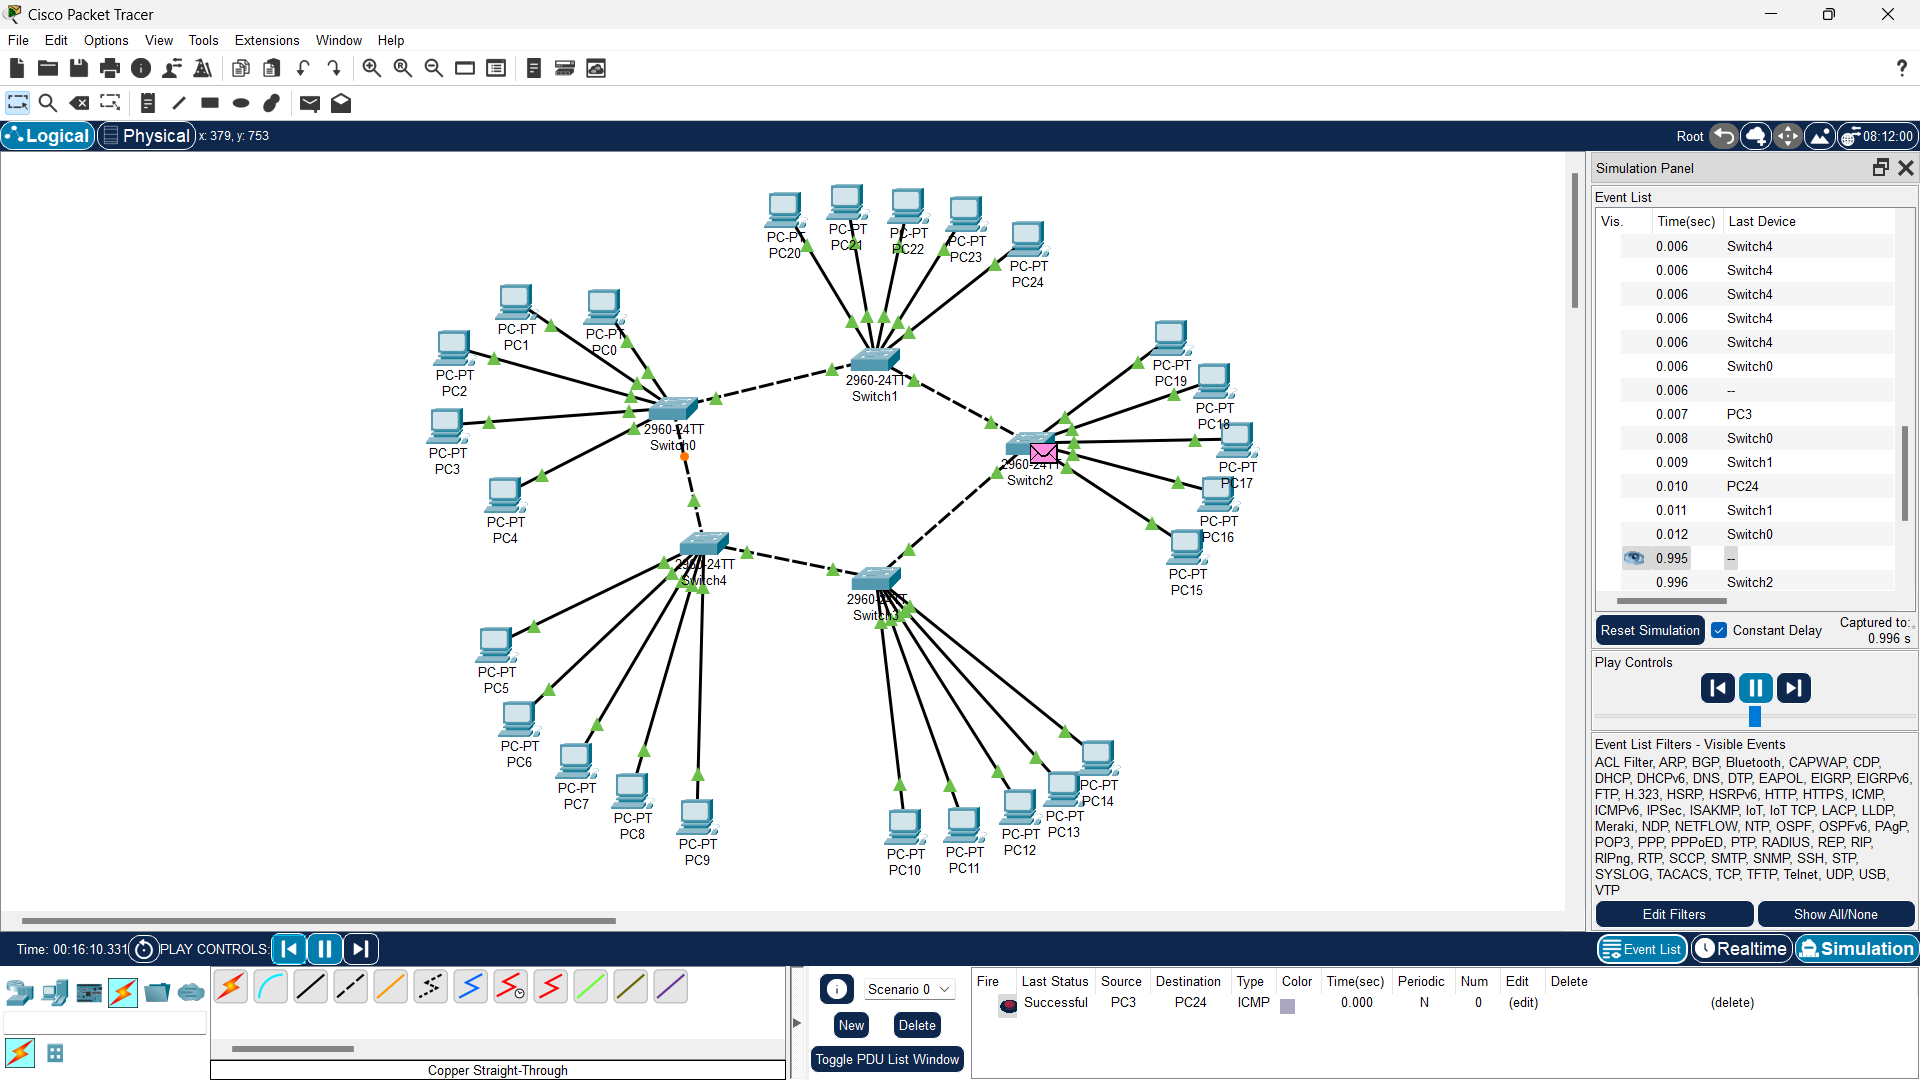 Cisco Packet Tracer
File Edit Options View Tools Extensions Window Help
Logical Physical x: 379, y: 753
Root 08:12:00
PC-PT
PC20
PC-PT
PC21
PC-PT
PC22
PC-PT
PC23
PC-PT
PC24
PC-PT
PC1
PC-PT
PC0
PC-PT
PC2
PC-PT
PC3
PC-PT
PC4
2960-24TT
Switch0
2960-24TT
Switch1
2960-24TT
Switch2
PC-PT
PC19
PC-PT
PC18
PC-PT
PC17
PC-PT
PC16
PC-PT
PC15
2960-24TT
Switch4
2960-24TT
Switch3
PC-PT
PC5
PC-PT
PC6
PC-PT
PC7
PC-PT
PC8
PC-PT
PC9
PC-PT
PC10
PC-PT
PC11
PC-PT
PC12
PC-PT
PC13
PC-PT
PC14
Simulation Panel
Event List
Vis. Time(sec) Last Device
0.006 Switch4
0.006 Switch4
0.006 Switch4
0.006 Switch4
0.006 Switch4
0.006 Switch0
0.006 --
0.007 PC3
0.008 Switch0
0.009 Switch1
0.010 PC24
0.011 Switch1
0.012 Switch0
0.995 --
0.996 Switch2
Reset Simulation Constant Delay Captured to:
0.996 s
Play Controls
Event List Filters - Visible Events
ACL Filter, ARP, BGP, Bluetooth, CAPWAP, CDP,
DHCP, DHCPv6, DNS, DTP, EAPOL, EIGRP, EIGRPv6,
FTP, H.323, HSRP, HSRPv6, HTTP, HTTPS, ICMP,
ICMPv6, IPSec, ISAKMP, IoT, IoT TCP, LACP, LLDP,
Meraki, NDP, NETFLOW, NTP, OSPF, OSPFv6, PAgP,
POP3, PPP, PPPoED, PTP, RADIUS, REP, RIP,
RIPng, RTP, SCCP, SMTP, SNMP, SSH, STP,
SYSLOG, TACACS, TCP, TFTP, Telnet, UDP, USB,
VTP
Edit Filters Show All/None
Time: 00:16:10.331 PLAY CONTROLS:
Event List Realtime Simulation
Copper Straight-Through
Scenario 0
New Delete
Toggle PDU List Window
Fire Last Status Source Destination Type Color Time(sec) Periodic Num Edit Delete
Successful PC3 PC24 ICMP 0.000 N 0 (edit) (delete)